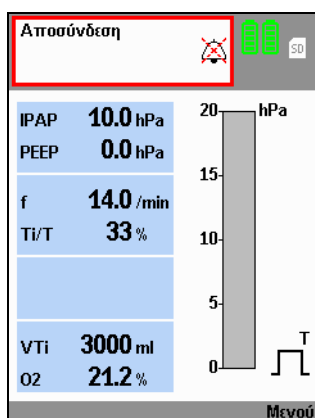 Αποσύνδεση
SD
IPAP 10.0 hPa
PEEP 0.0 hPa
f 14.0 /min
Ti/T 33 %
VTi 3000 ml
O2 21.2 %
20 hPa
15
10
5
0
T
Μενού